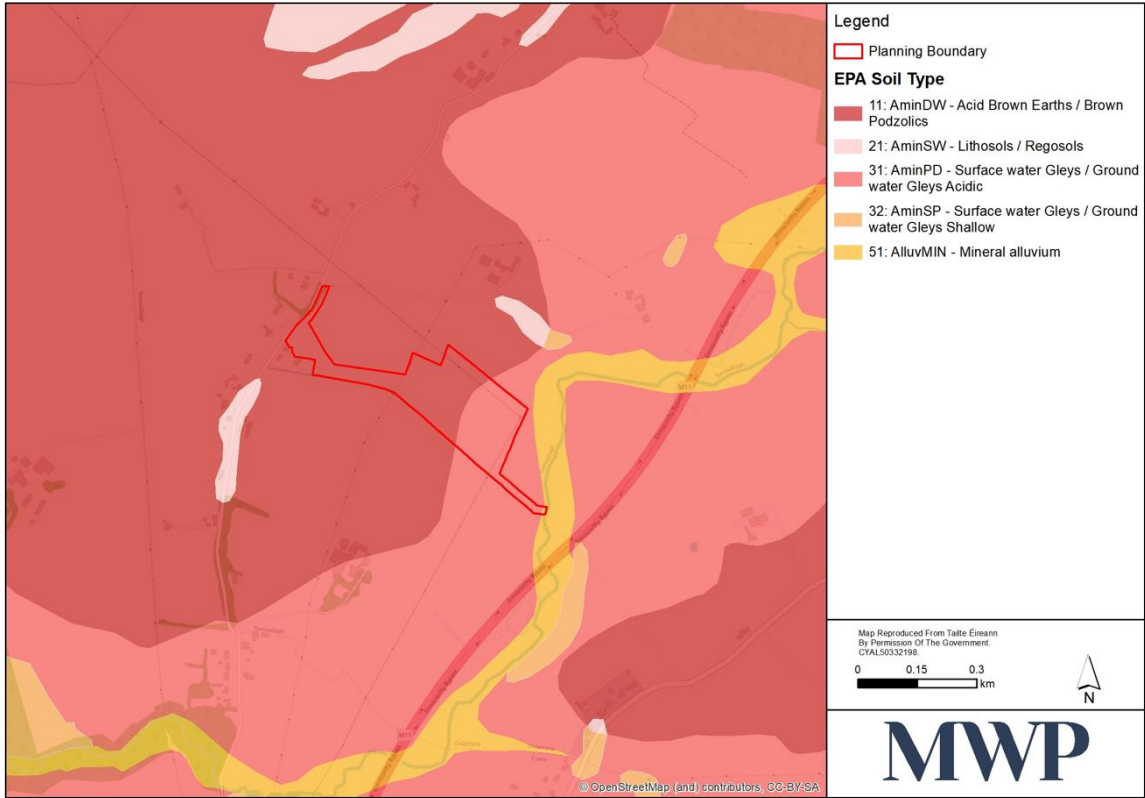 Legend
Planning Boundary
EPA Soil Type
11: AminDW - Acid Brown Earths / Brown
Podzolics
21: AminSW - Lithosols / Regosols
31: AminPD - Surface water Gleys / Ground
water Gleys Acidic
32: AminSP - Surface water Gleys / Ground
water Gleys Shallow
51: AlluvMIN - Mineral alluvium
M11
M11
Map Reproduced From Tailte Éireann
By Permission Of The Government.
CYAL50332198.
0 0.15 0.3
km
N
MWP
© OpenStreetMap (and) contributors, CC-BY-SA